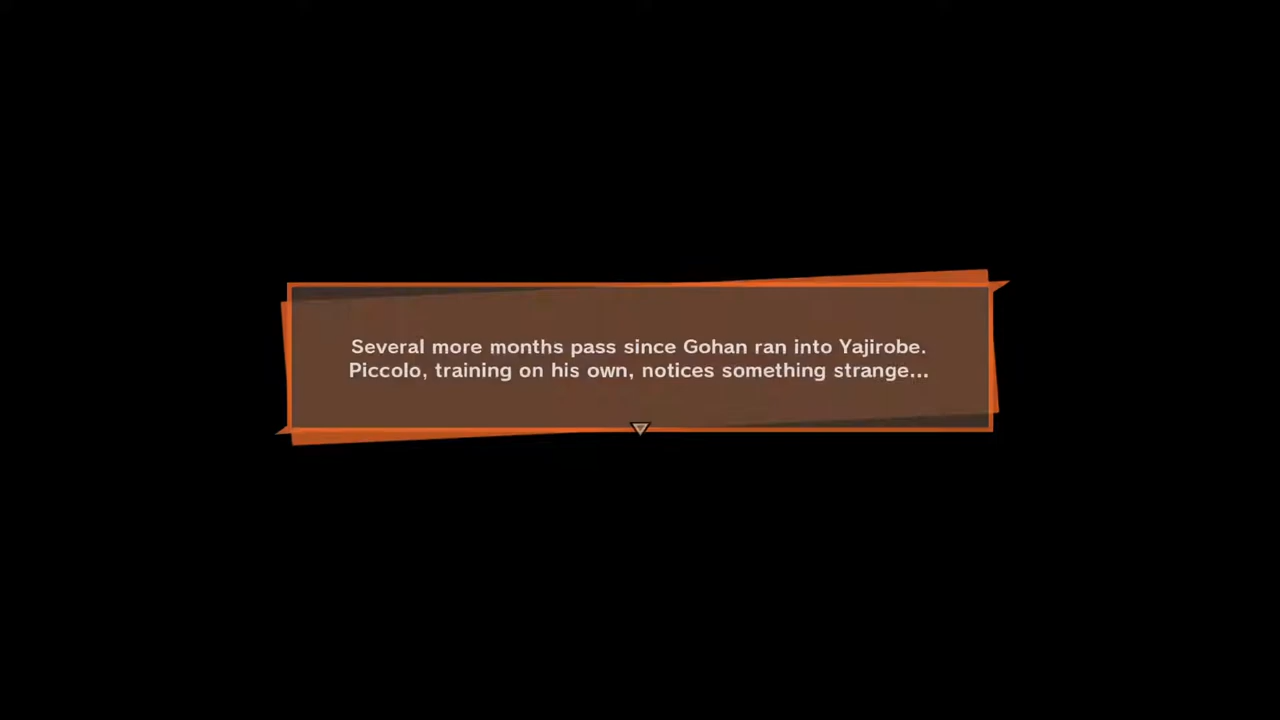 Several more months pass since Gohan ran into Yajirobe.
Piccolo, training on his own, notices something strange...